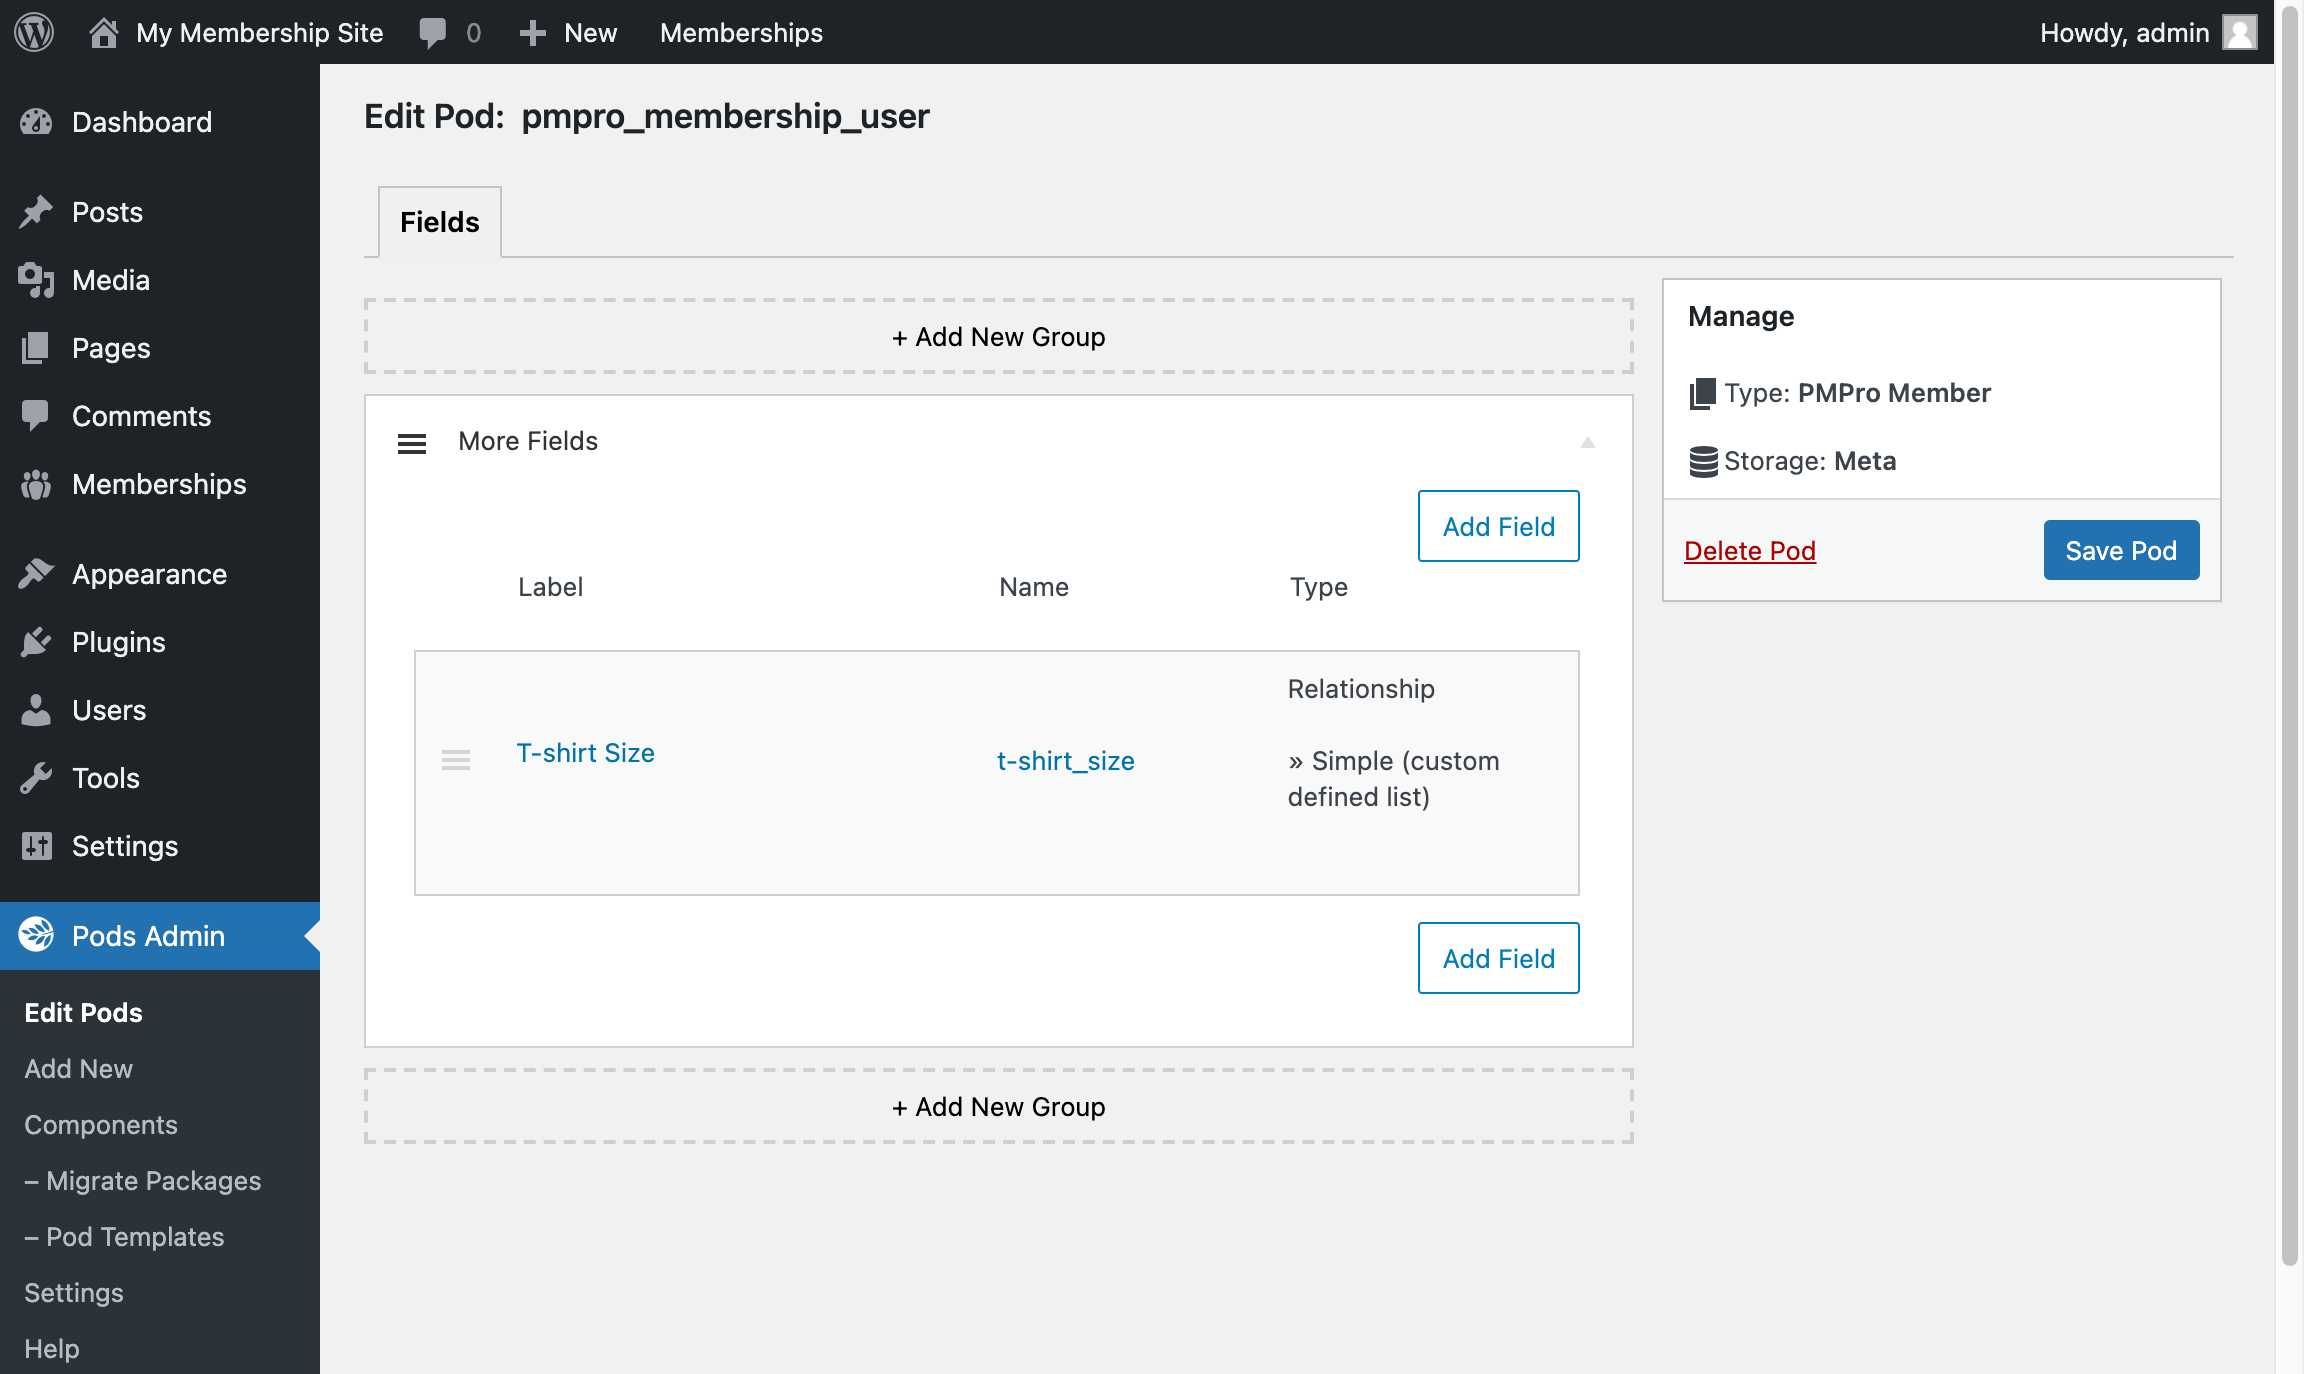 My Membership Site
0
New
Memberships
Howdy, admin
Dashboard
Posts
Media
Pages
Comments
Memberships
Appearance
Plugins
Users
Tools
Settings
Pods Admin
Edit Pods
Add New
Components
– Migrate Packages
– Pod Templates
Settings
Help
Edit Pod: pmpro_membership_user
Fields
+ Add New Group
More Fields
Add Field
Label Name Type
T-shirt Size
t-shirt_size
Relationship
» Simple (custom
defined list)
Add Field
+ Add New Group
Manage
Type: PMPro Member
Storage: Meta
Delete Pod
Save Pod